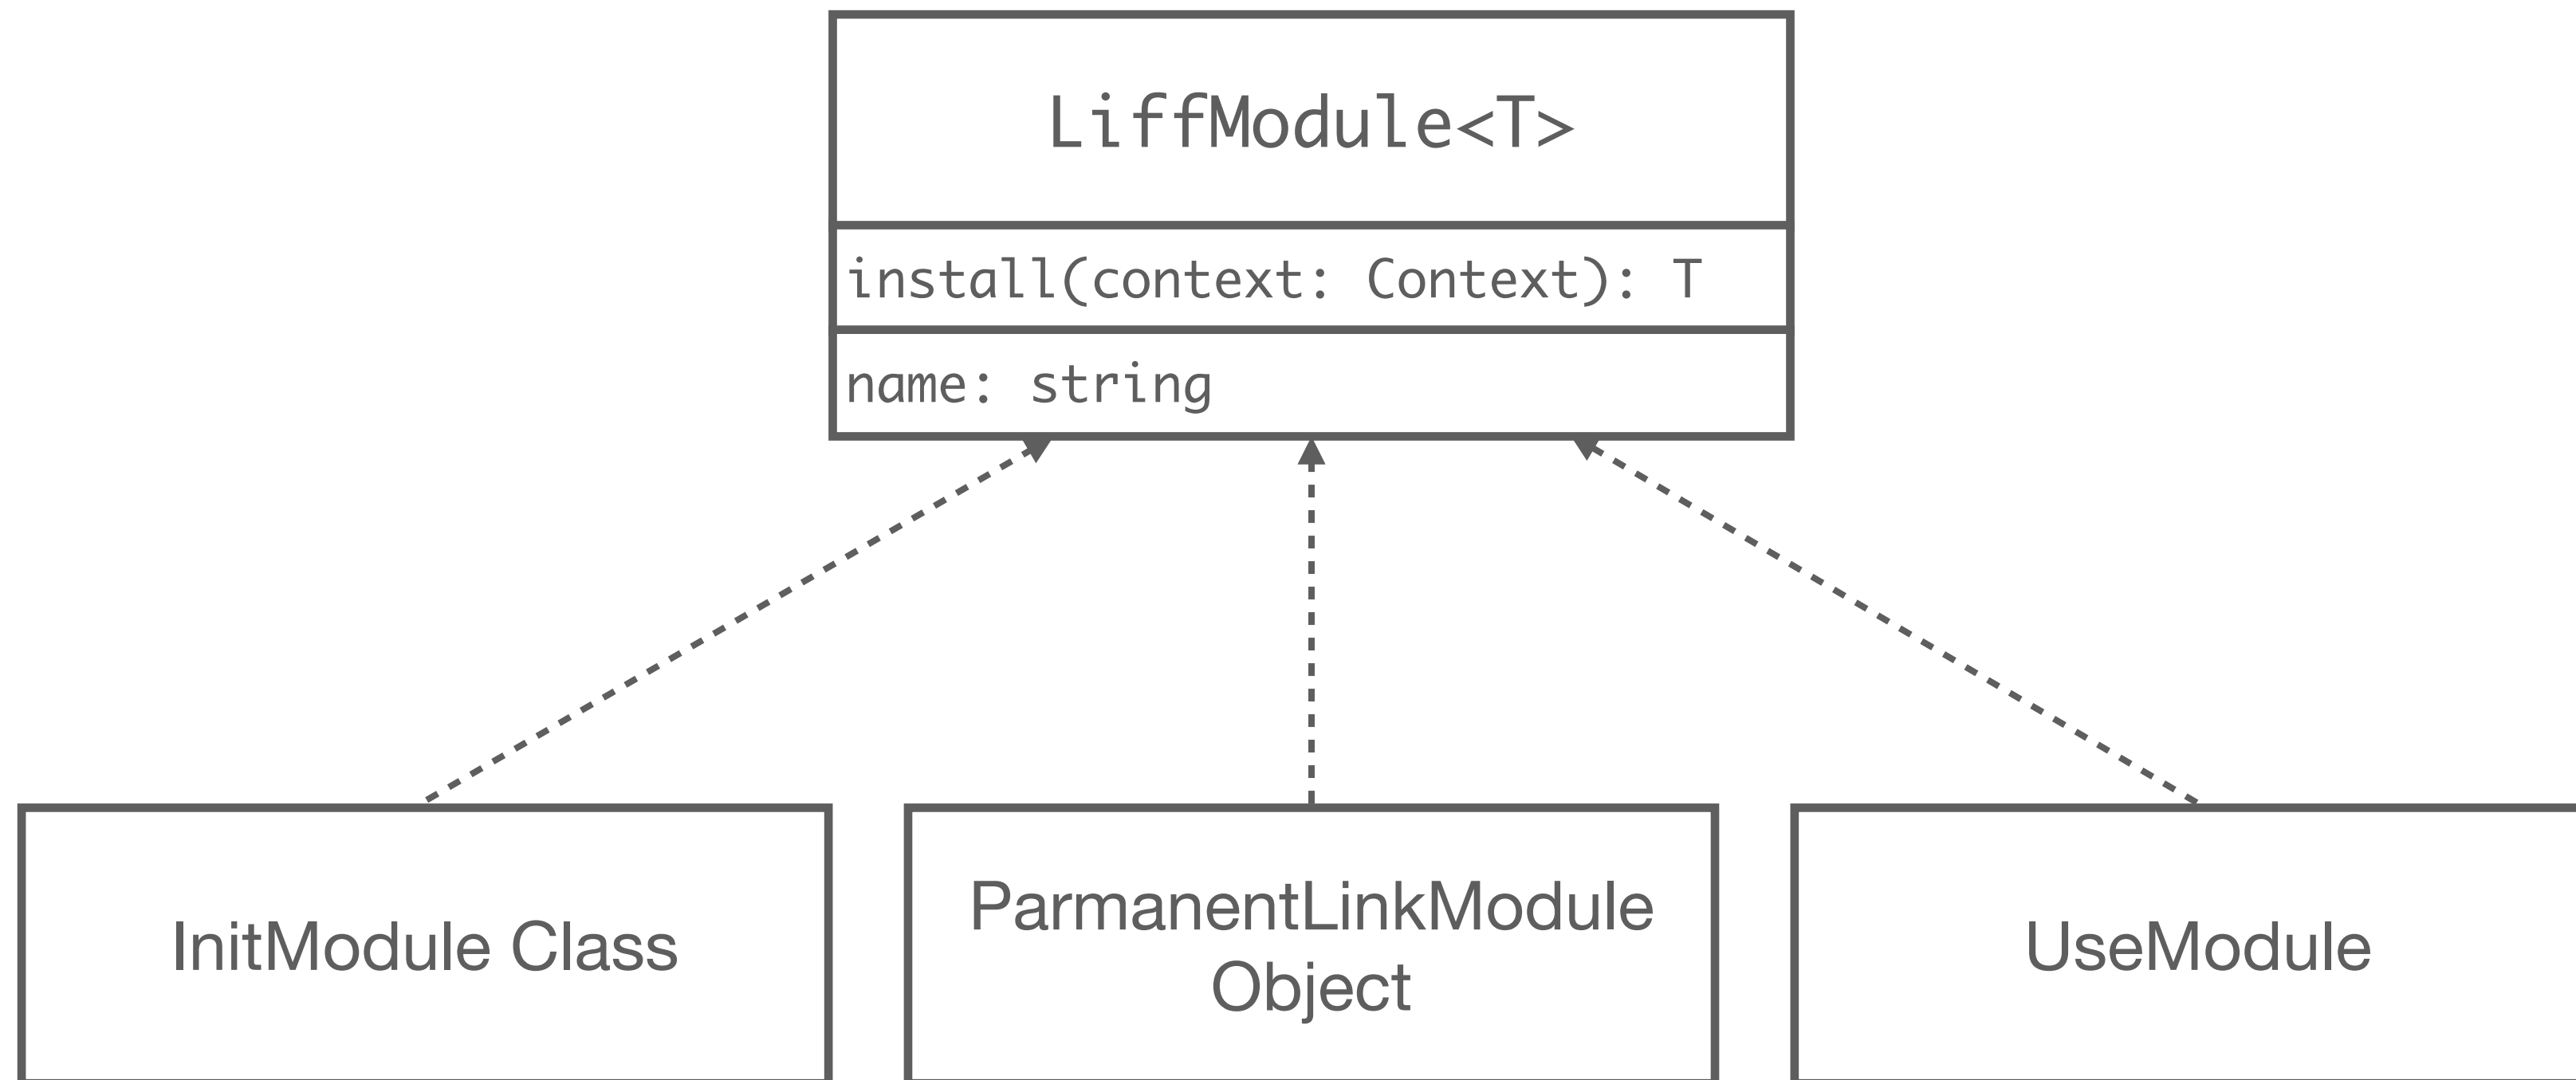 LiffModule<T>
install(context: Context): T
name: string
InitModule Class
ParmanentLinkModule
Object
UseModule